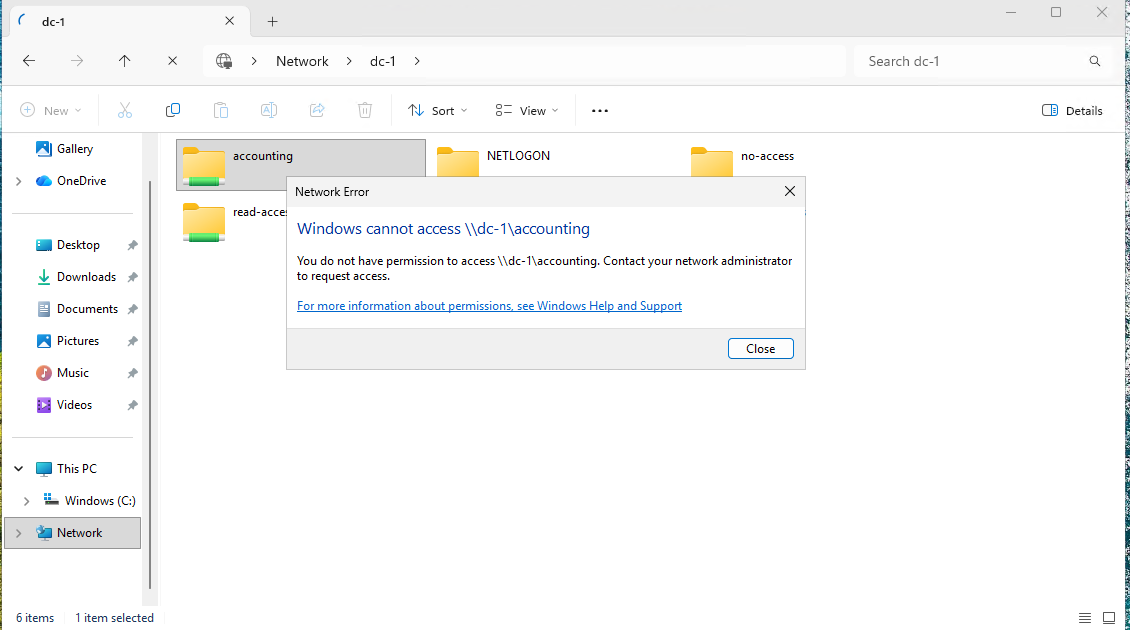 dc-1
Network
dc-1
Search dc-1
New
Sort
View
Details
Gallery
OneDrive
Desktop
Downloads
Documents
Pictures
Music
Videos
This PC
Windows (C:)
Network
accounting
NETLOGON
no-access
Network Error
Windows cannot access \\dc-1\accounting
You do not have permission to access \\dc-1\accounting. Contact your network administrator
to request access.
For more information about permissions, see Windows Help and Support
Close
6 items
1 item selected